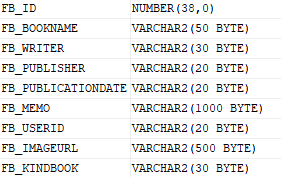 FB_ID NUMBER(38,0)
FB_BOOKNAME VARCHAR2(50 BYTE)
FB_WRITER VARCHAR2(30 BYTE)
FB_PUBLISHER VARCHAR2(20 BYTE)
FB_PUBLICATIONDATE VARCHAR2(20 BYTE)
FB_MEMO VARCHAR2(1000 BYTE)
FB_USERID VARCHAR2(20 BYTE)
FB_IMAGEURL VARCHAR2(500 BYTE)
FB_KINDBOOK VARCHAR2(30 BYTE)